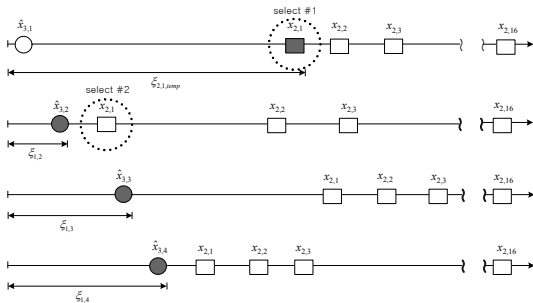 select #1
x̂3,1 x2,1 x2,2 x2,3 x2,16
ξ2,1,temp
select #2
x̂3,2 x2,1 x2,2 x2,3 x2,16
ξ1,2
x̂3,3 x2,1 x2,2 x2,3 x2,16
ξ1,3
x̂3,4 x2,1 x2,2 x2,3 x2,16
ξ1,4